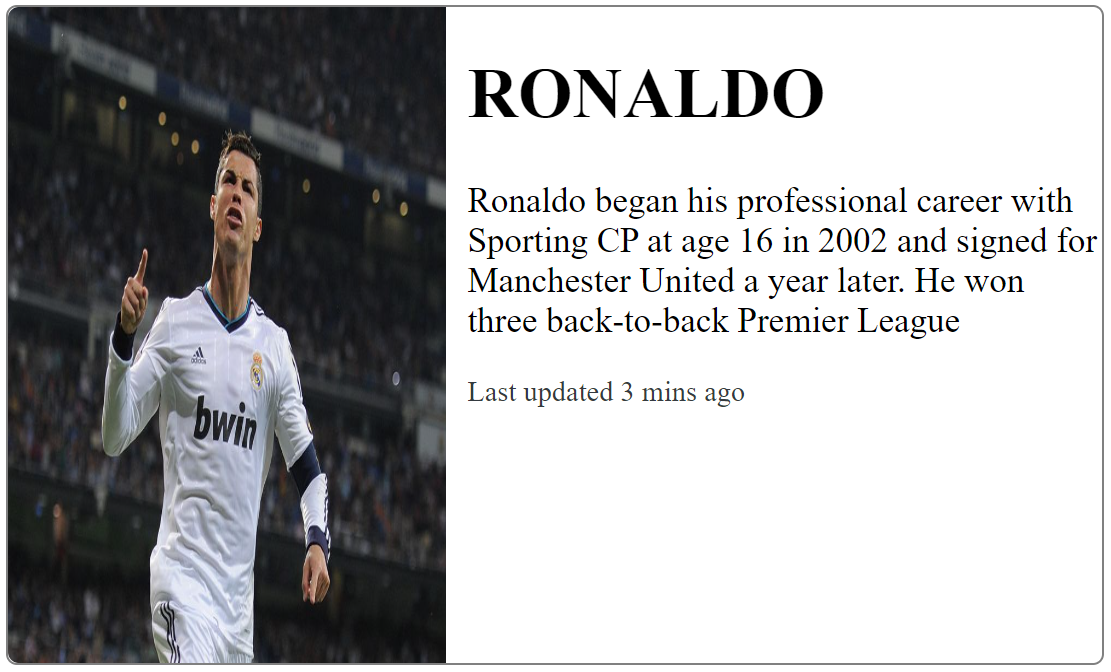 RONALDO
Ronaldo began his professional career with
Sporting CP at age 16 in 2002 and signed for
Manchester United a year later. He won
three back-to-back Premier League
Last updated 3 mins ago
adidas
bwin